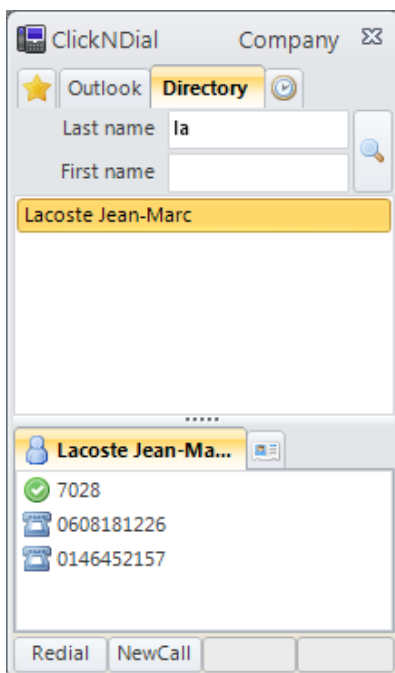 ClickNDial Company
Outlook Directory
Last name la
First name
Lacoste Jean-Marc
Lacoste Jean-Ma...
7028
0608181226
0146452157
Redial NewCall